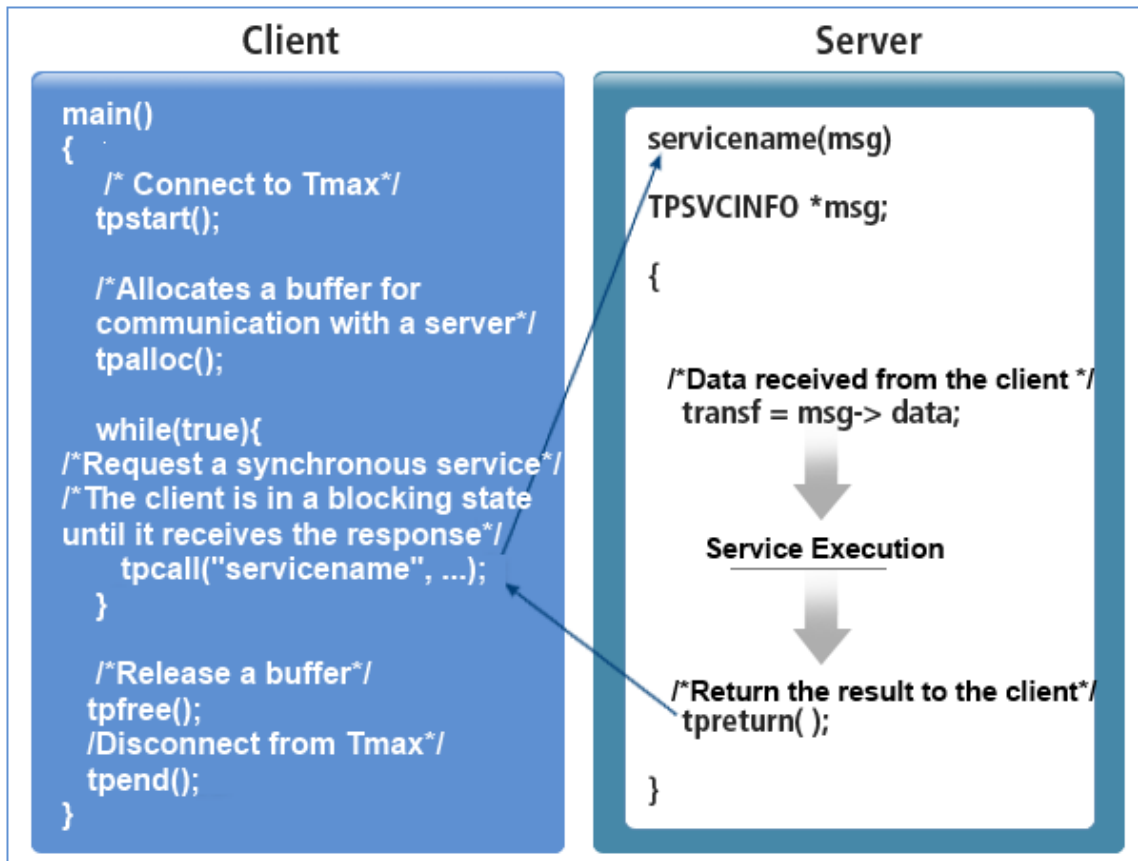 Client
main()
{
/* Connect to Tmax*/
tpstart();
/*Allocates a buffer for
communication with a server*/
tpalloc();
while(true){
/*Request a synchronous service*/
/*The client is in a blocking state
until it receives the response*/
tpcall("servicename", ...);
}
/*Release a buffer*/
tpfree();
/Disconnect from Tmax*/
tpend();
}
Server
servicename(msg)
TPSVCINFO *msg;
{
/*Data received from the client */
transf = msg-> data;
Service Execution
/*Return the result to the client*/
tpreturn( );
}